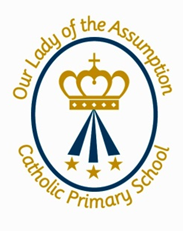 Our Lady of the Assumption
Catholic Primary School